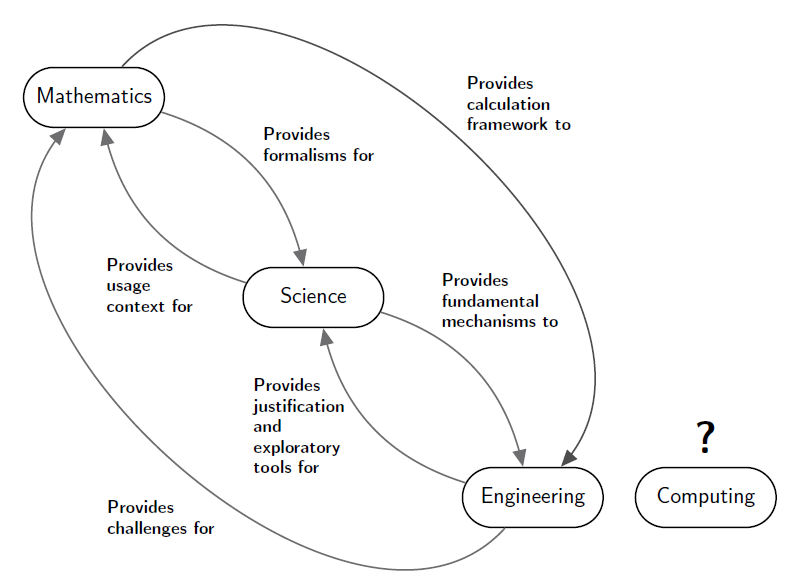 Provides
calculation
framework to
Mathematics
Provides
formalisms for
Provides
usage
context for
Science
Provides
fundamental
mechanisms to
Provides
justification
and
exploratory
tools for
?
Engineering
Computing
Provides
challenges for